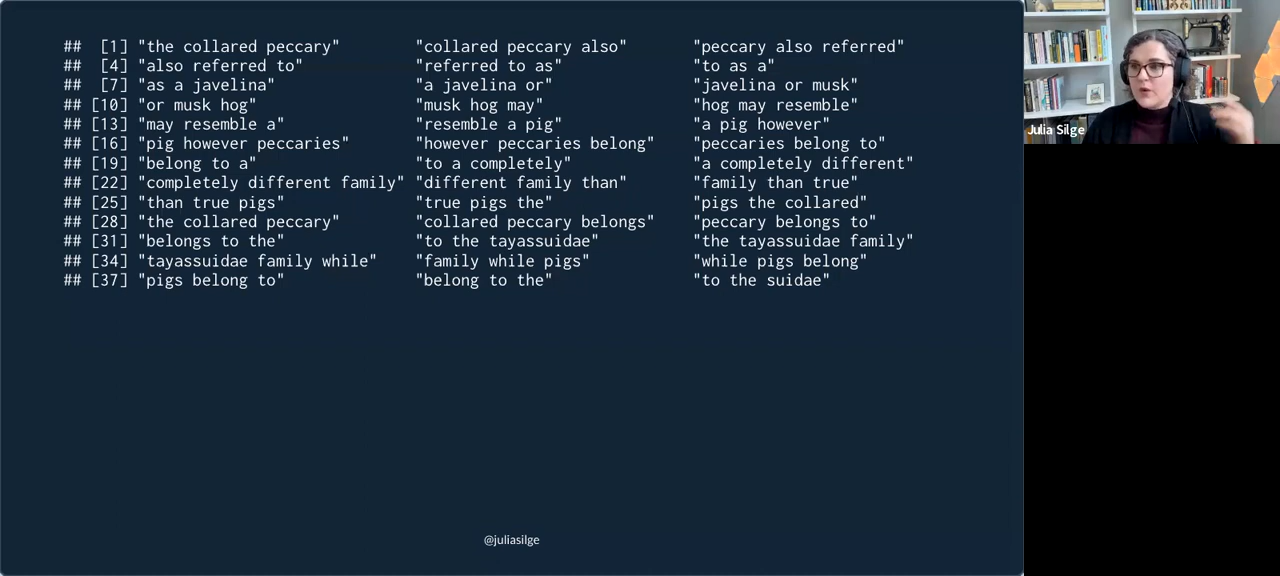 ##  [1] "the collared peccary"        "collared peccary also"       "peccary also referred"
##  [4] "also referred to"            "referred to as"              "to as a"
##  [7] "as a javelina"               "a javelina or"               "javelina or musk"
## [10] "or musk hog"                 "musk hog may"                "hog may resemble"
## [13] "may resemble a"              "resemble a pig"              "a pig however"
## [16] "pig however peccaries"       "however peccaries belong"    "peccaries belong to"
## [19] "belong to a"                 "to a completely"             "a completely different"
## [22] "completely different family" "different family than"       "family than true"
## [25] "than true pigs"              "true pigs the"               "pigs the collared"
## [28] "the collared peccary"        "collared peccary belongs"    "peccary belongs to"
## [31] "belongs to the"              "to the tayassuidae"          "the tayassuidae family"
## [34] "tayassuidae family while"    "family while pigs"           "while pigs belong"
## [37] "pigs belong to"              "belong to the"               "to the suidae"
@juliasilge
Julia Silge